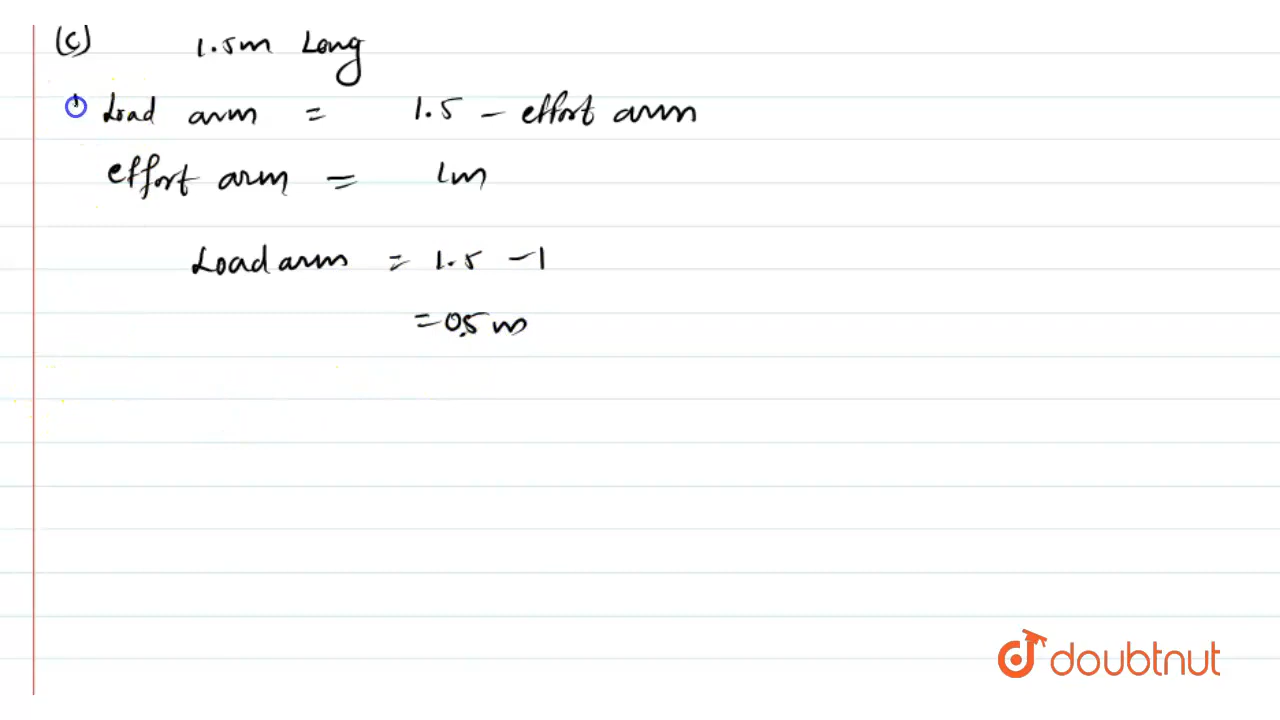 (c) 1.5m Long
Load arm = 1.5 - effort arm
effort arm = 1m
Load arm = 1.5 - 1
= 0.5 m
doubtnut